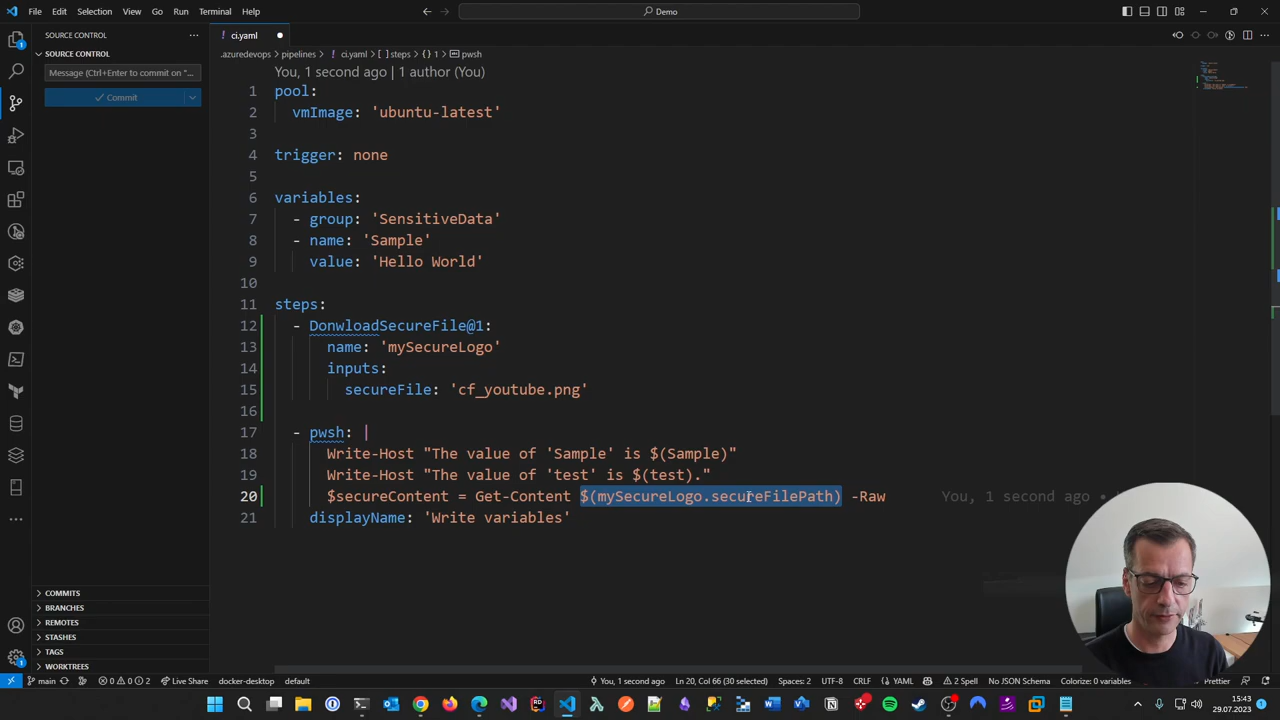 File Edit Selection View Go Run Terminal Help
Demo
SOURCE CONTROL
ci.yaml
SOURCE CONTROL
.azuredevops > pipelines > ci.yaml > [ ] steps > {} 1 > pwsh
Message (Ctrl+Enter to commit on "...
Commit
You, 1 second ago | 1 author (You)
1 pool:
2 vmImage: 'ubuntu-latest'
3
4 trigger: none
5
6 variables:
7 - group: 'SensitiveData'
8 - name: 'Sample'
9 value: 'Hello World'
10
11 steps:
12 - DonwloadSecureFile@1:
13 name: 'mySecureLogo'
14 inputs:
15 secureFile: 'cf_youtube.png'
16
17 - pwsh: |
18 Write-Host "The value of 'Sample' is $(Sample)"
19 Write-Host "The value of 'test' is $(test)."
20 $secureContent = Get-Content $(mySecureLogo.secureFilePath) -Raw You, 1 second ago •
21 displayName: 'Write variables'
COMMITS
BRANCHES
REMOTES
STASHES
TAGS
WORKTREES
main 0 0 2 Live Share docker-desktop default You, 1 second ago Ln 20, Col 66 (30 selected) Spaces: 2 UTF-8 CRLF YAML 2 Spell No JSON Schema Colorize: 0 variables Prettier
15:43
29.07.2023